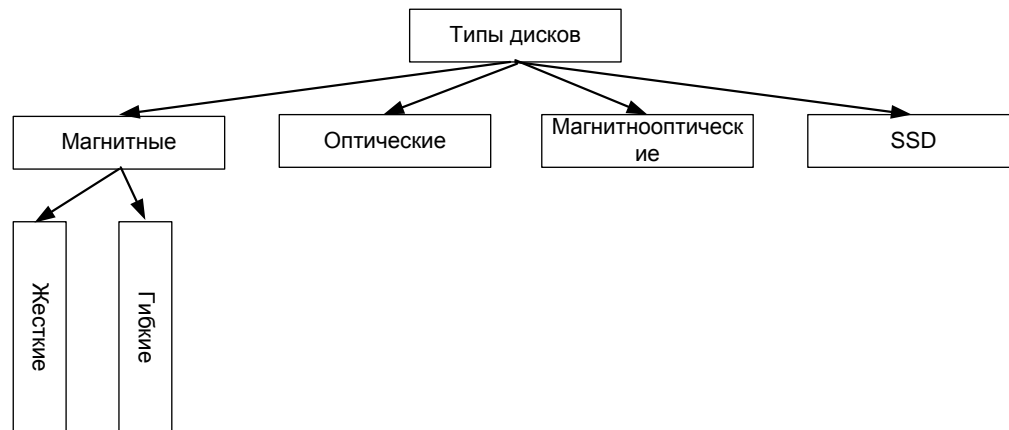 Типы дисков
Магнитные
Оптические
Магнитнооптическ
ие
SSD
Жесткие
Гибкие